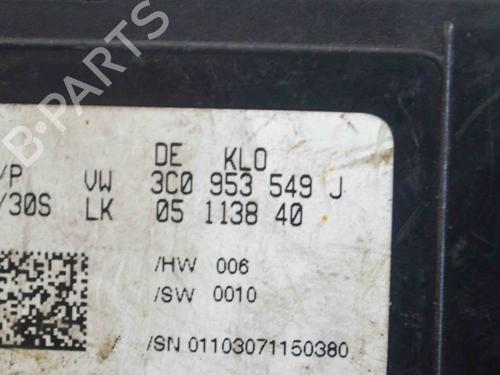 B-PARTS
DE KLO
/P VW 3C0 953 549 J
/30S LK 05 1138 40
/HW 006
/SW 0010
/SN 01103071150380